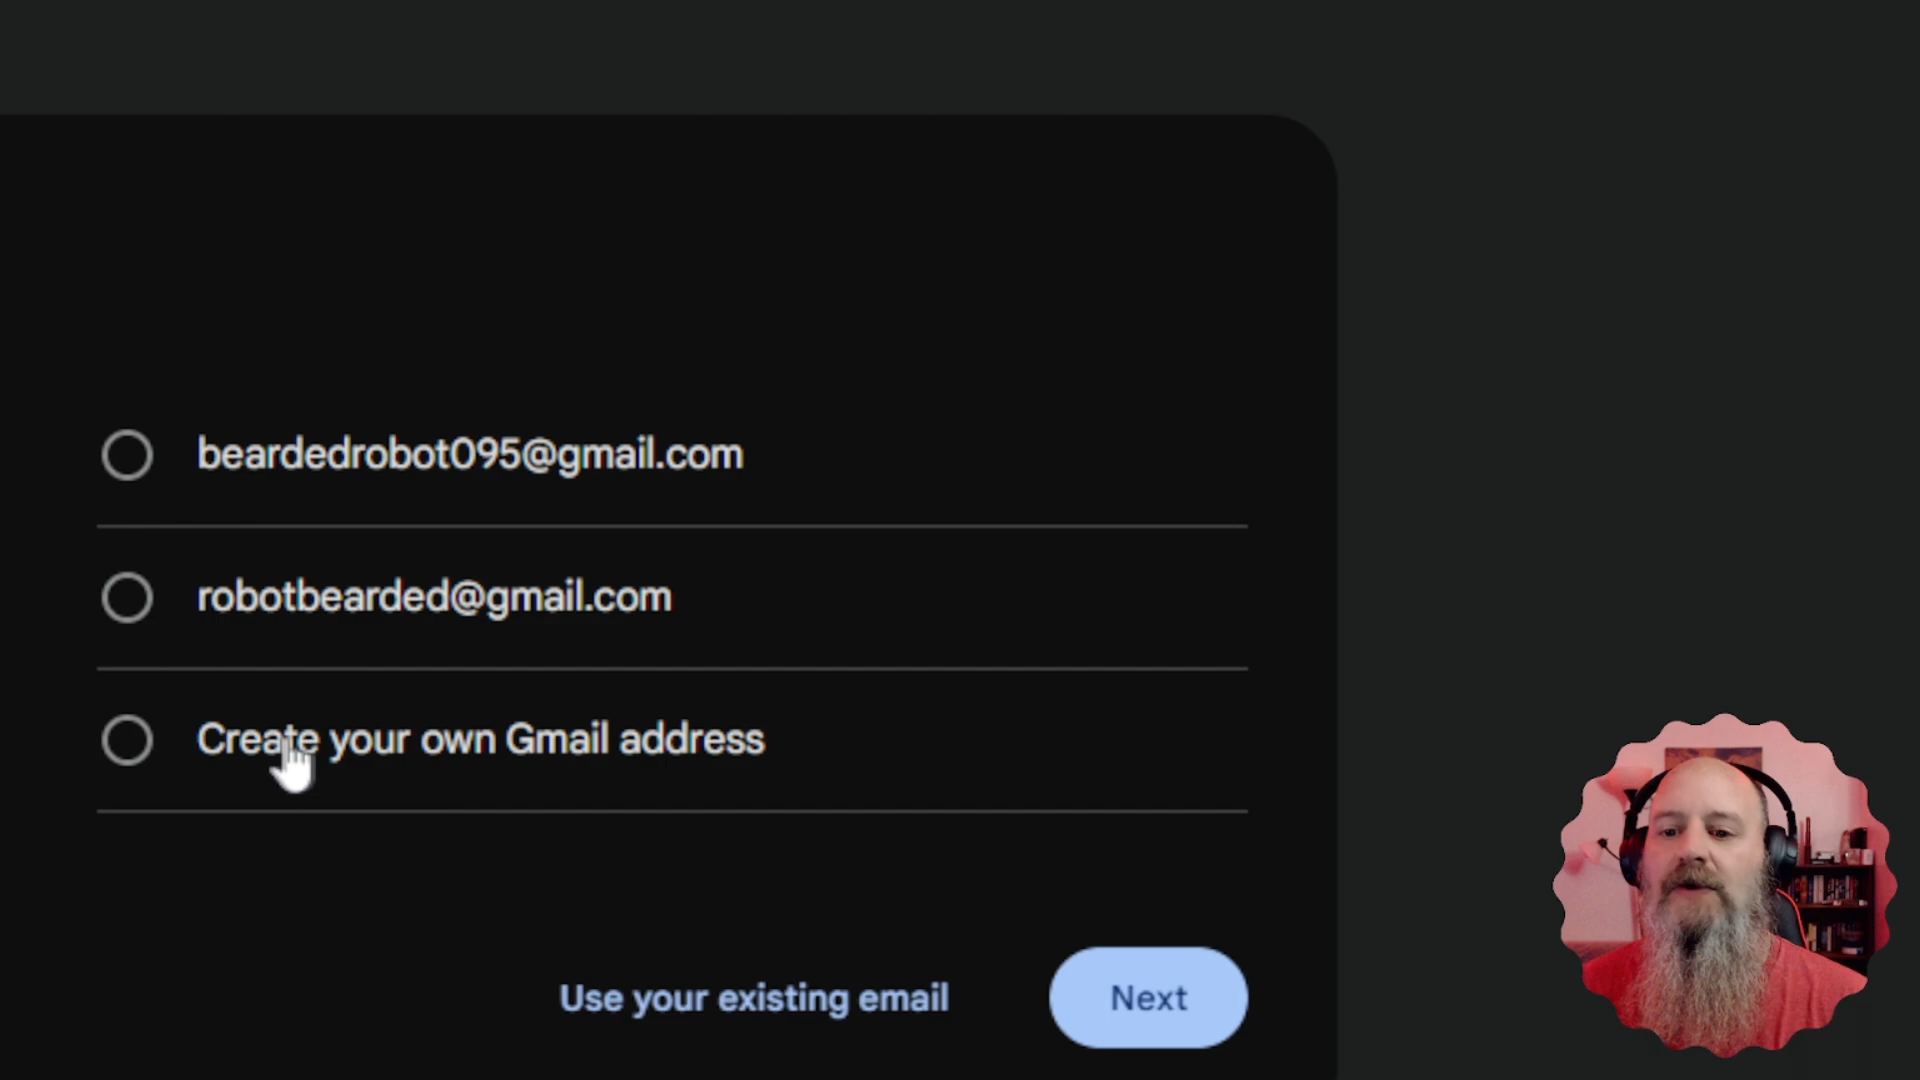 beardedrobot095@gmail.com
robotbearded@gmail.com
Create your own Gmail address
Use your existing email
Next